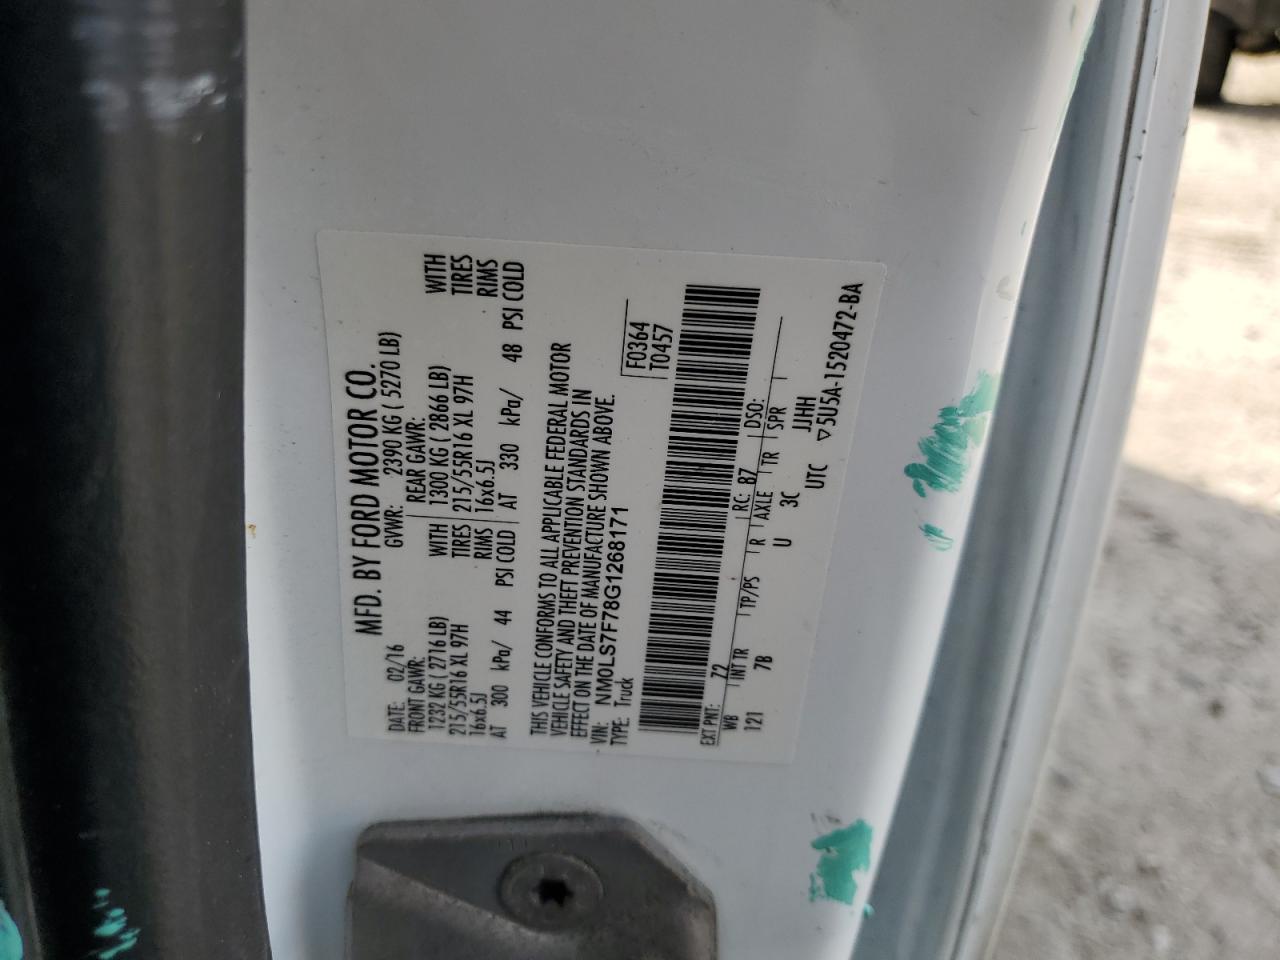 MFD. BY FORD MOTOR CO.
DATE: 02/16 GVWR: 2390 KG ( 5270 LB)
FRONT GAWR: REAR GAWR:
1232 KG ( 2716 LB) WITH 1300 KG ( 2866 LB) WITH
215/55R16 XL 97H TIRES 215/55R16 XL 97H TIRES
16x6.5J RIMS 16x6.5J RIMS
AT 300 kPa/ 44 PSI COLD AT 330 kPa/ 48 PSI COLD
THIS VEHICLE CONFORMS TO ALL APPLICABLE FEDERAL MOTOR
VEHICLE SAFETY AND THEFT PREVENTION STANDARDS IN
EFFECT ON THE DATE OF MANUFACTURE SHOWN ABOVE.
VIN: NM0LS7F78G1268171 F0364
TYPE: Truck T0457
EXT PNT: YZ RC: 87 DSO:
WB INT TR TP/PS R AXLE TR SPR
121 7B U 3C JJHH
UTC ▽5U5A-1520472-BA